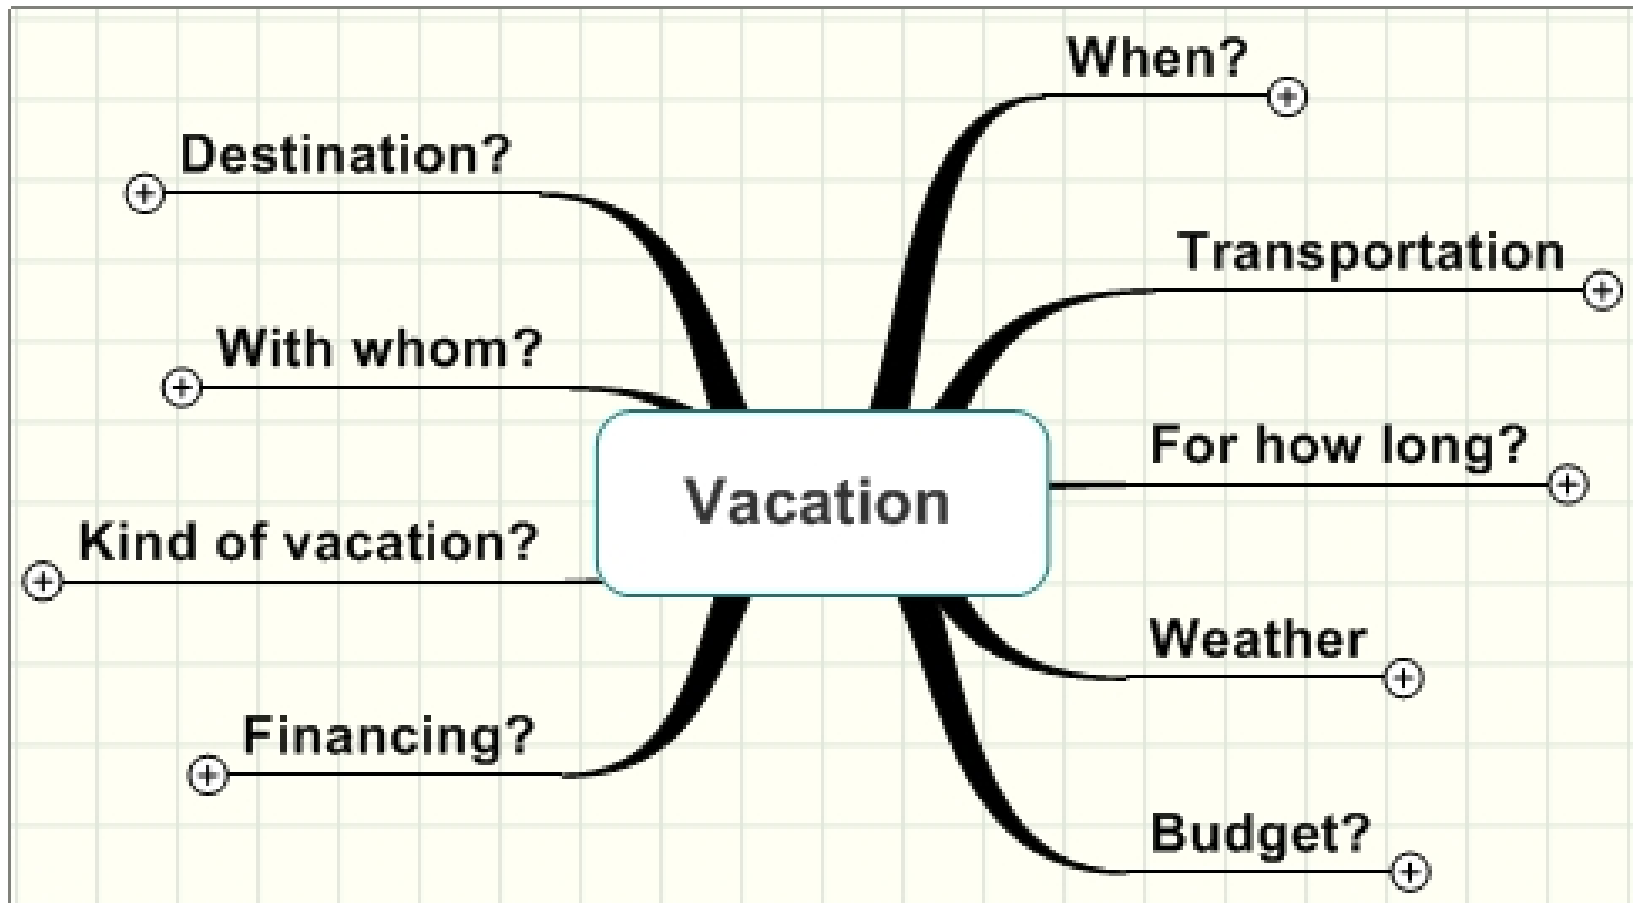 When?
Destination?
Transportation
With whom?
For how long?
Vacation
Kind of vacation?
Weather
Financing?
Budget?